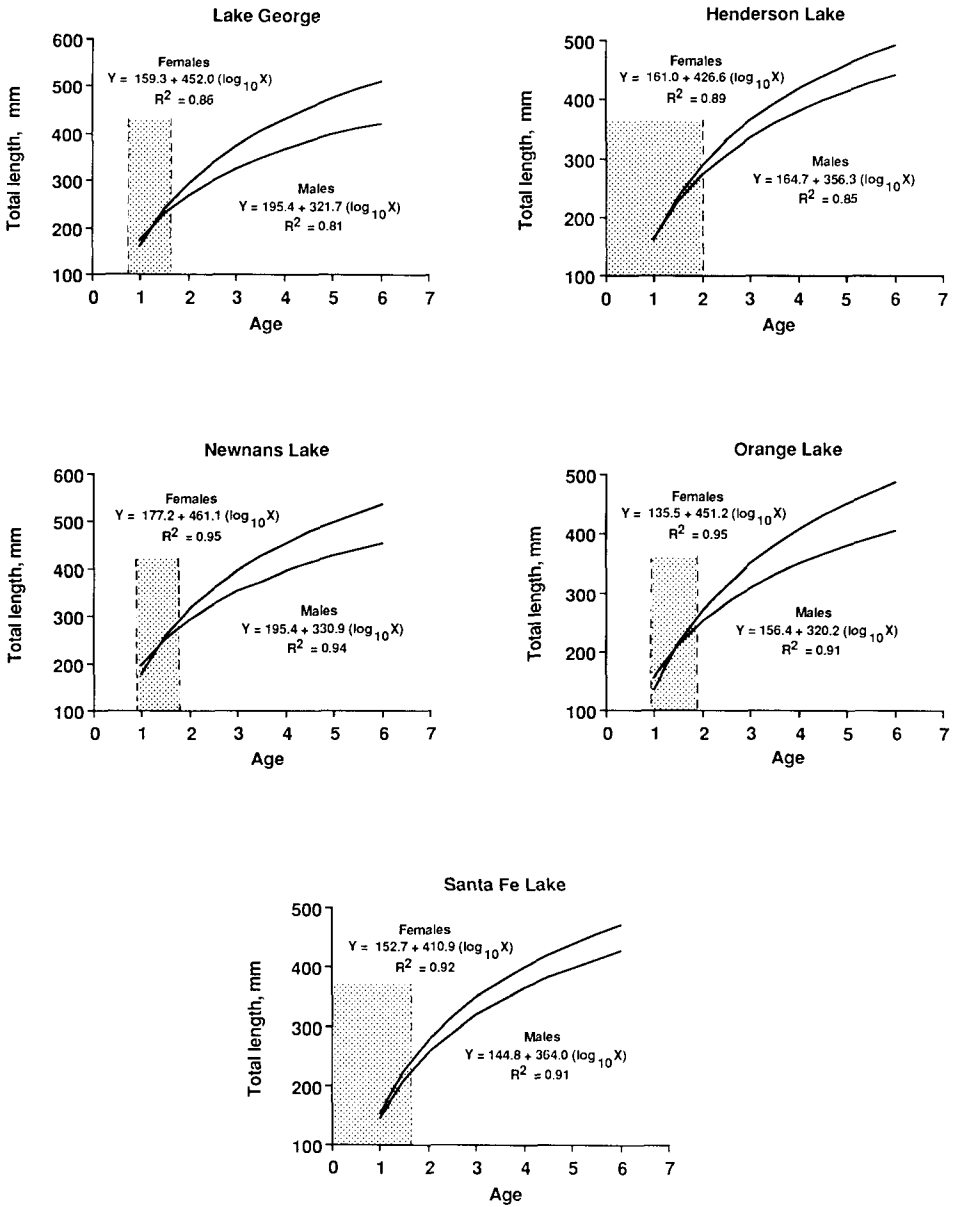 Lake George
Total length, mm
600
500
400
300
200
100
Females
Y = 159.3 + 452.0 (log10X)
R2 = 0.86
Males
Y = 195.4 + 321.7 (log10X)
R2 = 0.81
0 1 2 3 4 5 6 7
Age
Henderson Lake
Total length, mm
500
400
300
200
100
Females
Y = 161.0 + 426.6 (log10X)
R2 = 0.89
Males
Y = 164.7 + 356.3 (log10X)
R2 = 0.85
0 1 2 3 4 5 6 7
Age
Newnans Lake
Total length, mm
600
500
400
300
200
100
Females
Y = 177.2 + 461.1 (log10X)
R2 = 0.95
Males
Y = 195.4 + 330.9 (log10X)
R2 = 0.94
0 1 2 3 4 5 6 7
Age
Orange Lake
Total length, mm
500
400
300
200
100
Females
Y = 135.5 + 451.2 (log10X)
R2 = 0.95
Males
Y = 156.4 + 320.2 (log10X)
R2 = 0.91
0 1 2 3 4 5 6 7
Age
Santa Fe Lake
Total length, mm
500
400
300
200
100
Females
Y = 152.7 + 410.9 (log10X)
R2 = 0.92
Males
Y = 144.8 + 364.0 (log10X)
R2 = 0.91
0 1 2 3 4 5 6 7
Age